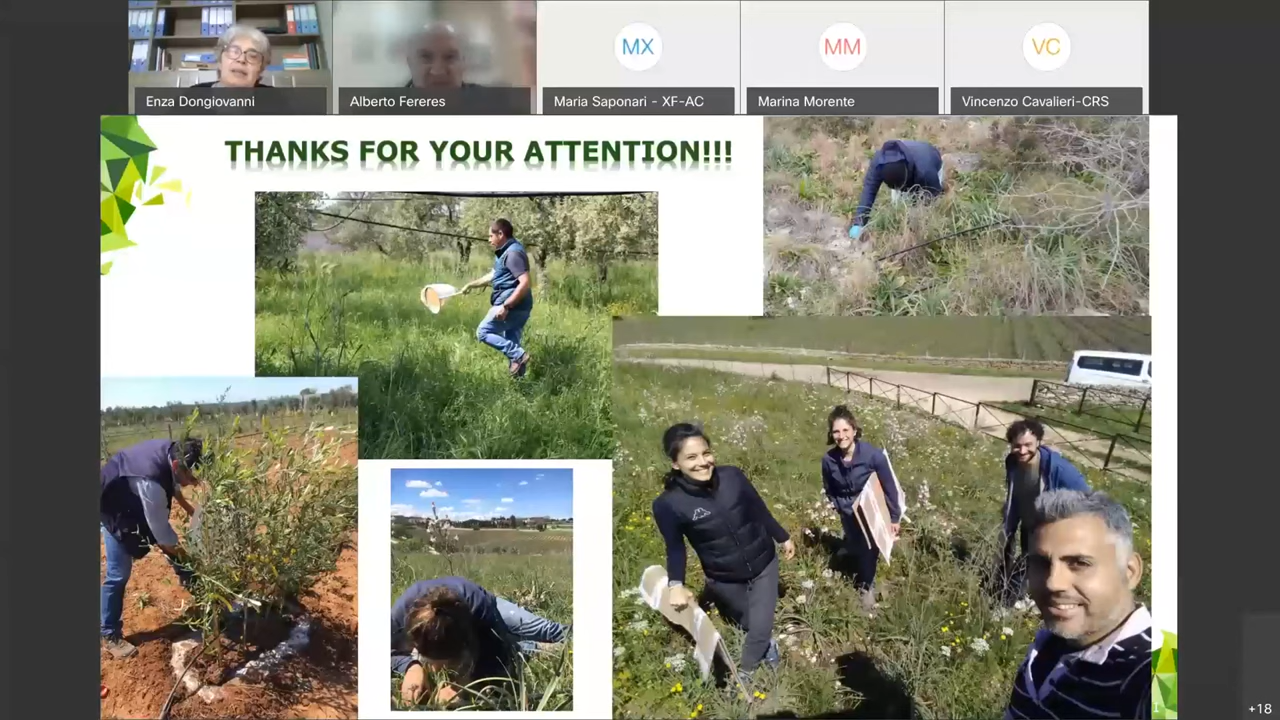 MX
MM
VC
Enza Dongiovanni
Alberto Fereres
Maria Saponari - XF-AC
Marina Morente
Vincenzo Cavalieri-CRS
THANKS FOR YOUR ATTENTION!!!
1
+18